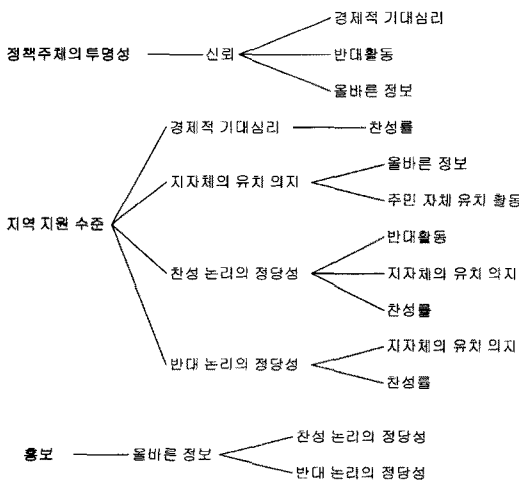 경제적 기대심리
정책주체의 투명성 신뢰 반대활동
올바른 정보
경제적 기대심리 찬성률
올바른 정보
지자체의 유치 의지
주민 자체 유치 활동
지역 지원 수준
반대활동
찬성 논리의 정당성 지자체의 유치 의지
찬성률
지자체의 유치 의지
반대 논리의 정당성
찬성률
찬성 논리의 정당성
홍보 올바른 정보
반대 논리의 정당성